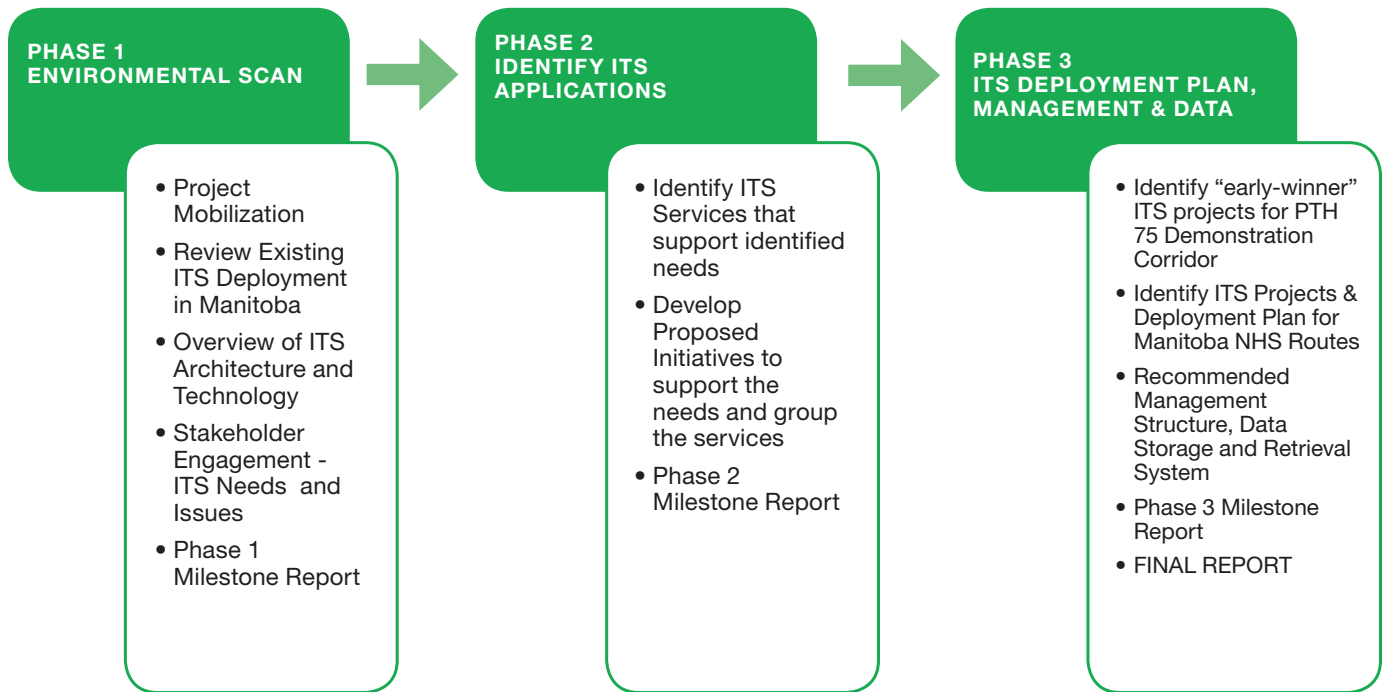 PHASE 1
ENVIRONMENTAL SCAN
• Project
Mobilization
• Review Existing
ITS Deployment
in Manitoba
• Overview of ITS
Architecture and
Technology
• Stakeholder
Engagement -
ITS Needs and
Issues
• Phase 1
Milestone Report
PHASE 2
IDENTIFY ITS
APPLICATIONS
• Identify ITS
Services that
support identified
needs
• Develop
Proposed
Initiatives to
support the
needs and group
the services
• Phase 2
Milestone Report
PHASE 3
ITS DEPLOYMENT PLAN,
MANAGEMENT & DATA
• Identify “early-winner”
ITS projects for PTH
75 Demonstration
Corridor
• Identify ITS Projects &
Deployment Plan for
Manitoba NHS Routes
• Recommended
Management
Structure, Data
Storage and Retrieval
System
• Phase 3 Milestone
Report
• FINAL REPORT